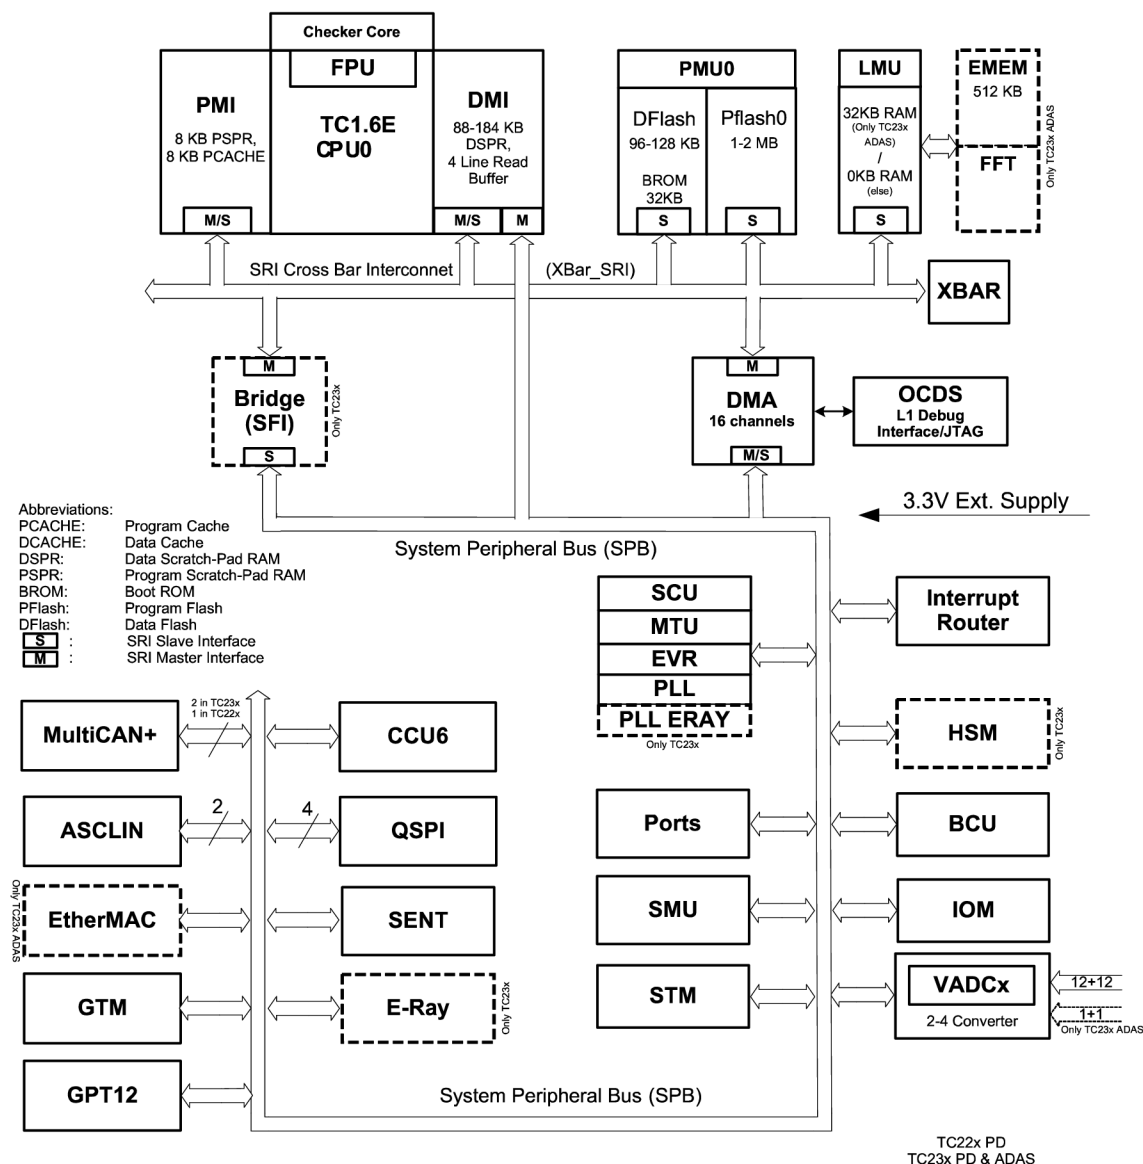 Checker Core
FPU
PMI
8 KB PSPR,
8 KB PCACHE
M/S
TC1.6E
CPU0
DMI
88-184 KB
DSPR,
4 Line Read
Buffer
M/S
M
PMU0
DFlash
96-128 KB
BROM
32KB
S
Pflash0
1-2 MB
S
LMU
32KB RAM
(Only TC23x
ADAS)
/
0KB RAM
(else)
S
EMEM
512 KB
FFT
Only TC23x ADAS
SRI Cross Bar Interconnet (XBar_SRI)
XBAR
M
Bridge
(SFI)
S
Only TC23x
M
DMA
16 channels
M/S
OCDS
L1 Debug
Interface/JTAG
3.3V Ext. Supply
System Peripheral Bus (SPB)
Abbreviations:
PCACHE: Program Cache
DCACHE: Data Cache
DSPR: Data Scratch-Pad RAM
PSPR: Program Scratch-Pad RAM
BROM: Boot ROM
PFlash: Program Flash
DFlash: Data Flash
S : SRI Slave Interface
M : SRI Master Interface
SCU
MTU
EVR
PLL
PLL ERAY
Only TC23x
Interrupt
Router
HSM
Only TC23x
MultiCAN+
2 in TC23x
1 in TC22x
CCU6
ASCLIN
2
4
QSPI
Ports
BCU
EtherMAC
Only TC23x ADAS
SENT
SMU
IOM
GTM
E-Ray
Only TC23x
STM
VADCx
2-4 Converter
12+12
1+1
Only TC23x ADAS
GPT12
System Peripheral Bus (SPB)
TC22x PD
TC23x PD & ADAS